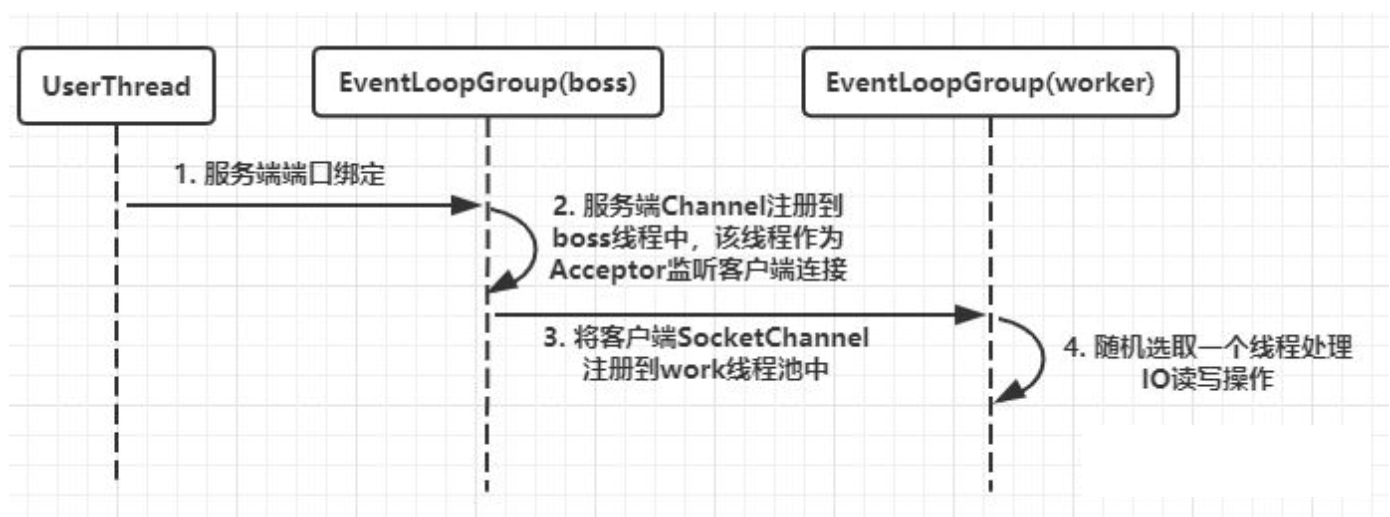 UserThread
EventLoopGroup(boss)
EventLoopGroup(worker)
1. 服务端端口绑定
2. 服务端Channel注册到
boss线程中，该线程作为
Acceptor监听客户端连接
3. 将客户端SocketChannel
注册到work线程池中
4. 随机选取一个线程处理
IO读写操作